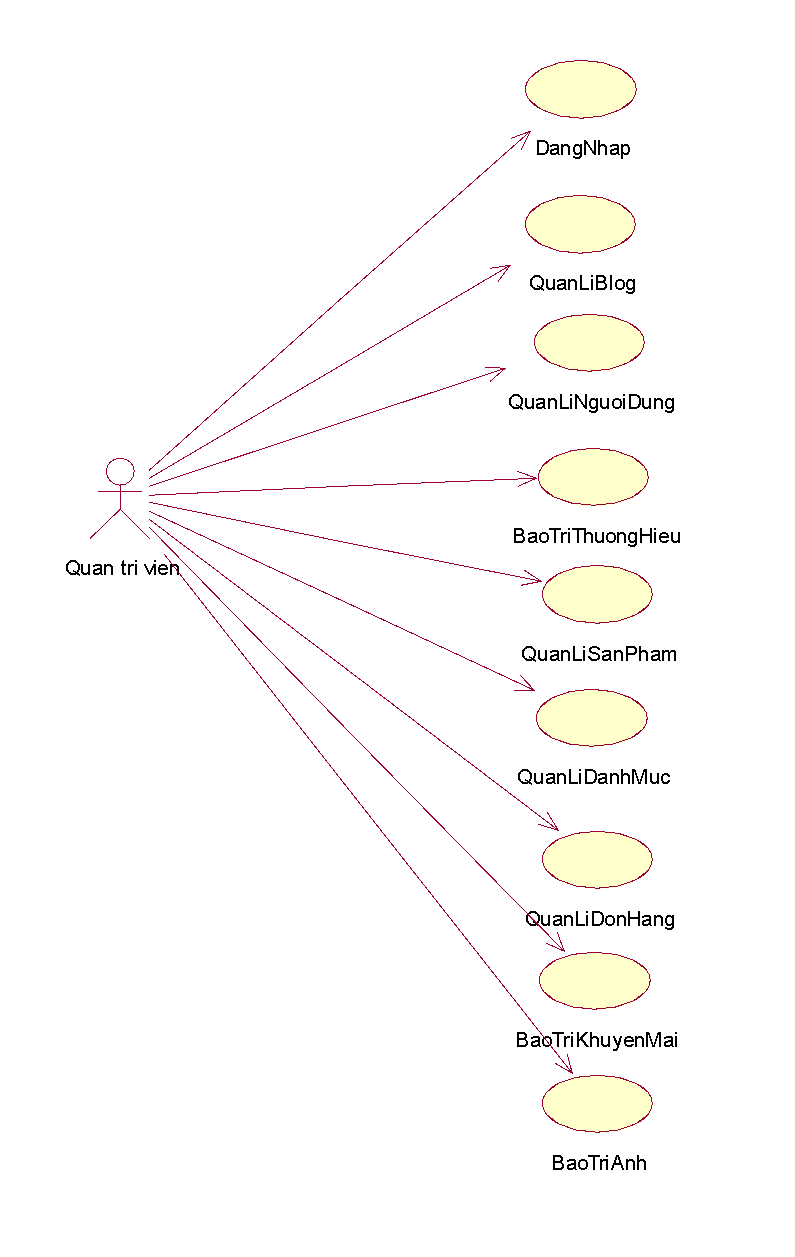 DangNhap
QuanLiBlog
QuanLiNguoiDung
BaoTriThuongHieu
Quan tri vien
QuanLiSanPham
QuanLiDanhMuc
QuanLiDonHang
BaoTriKhuyenMai
BaoTriAnh